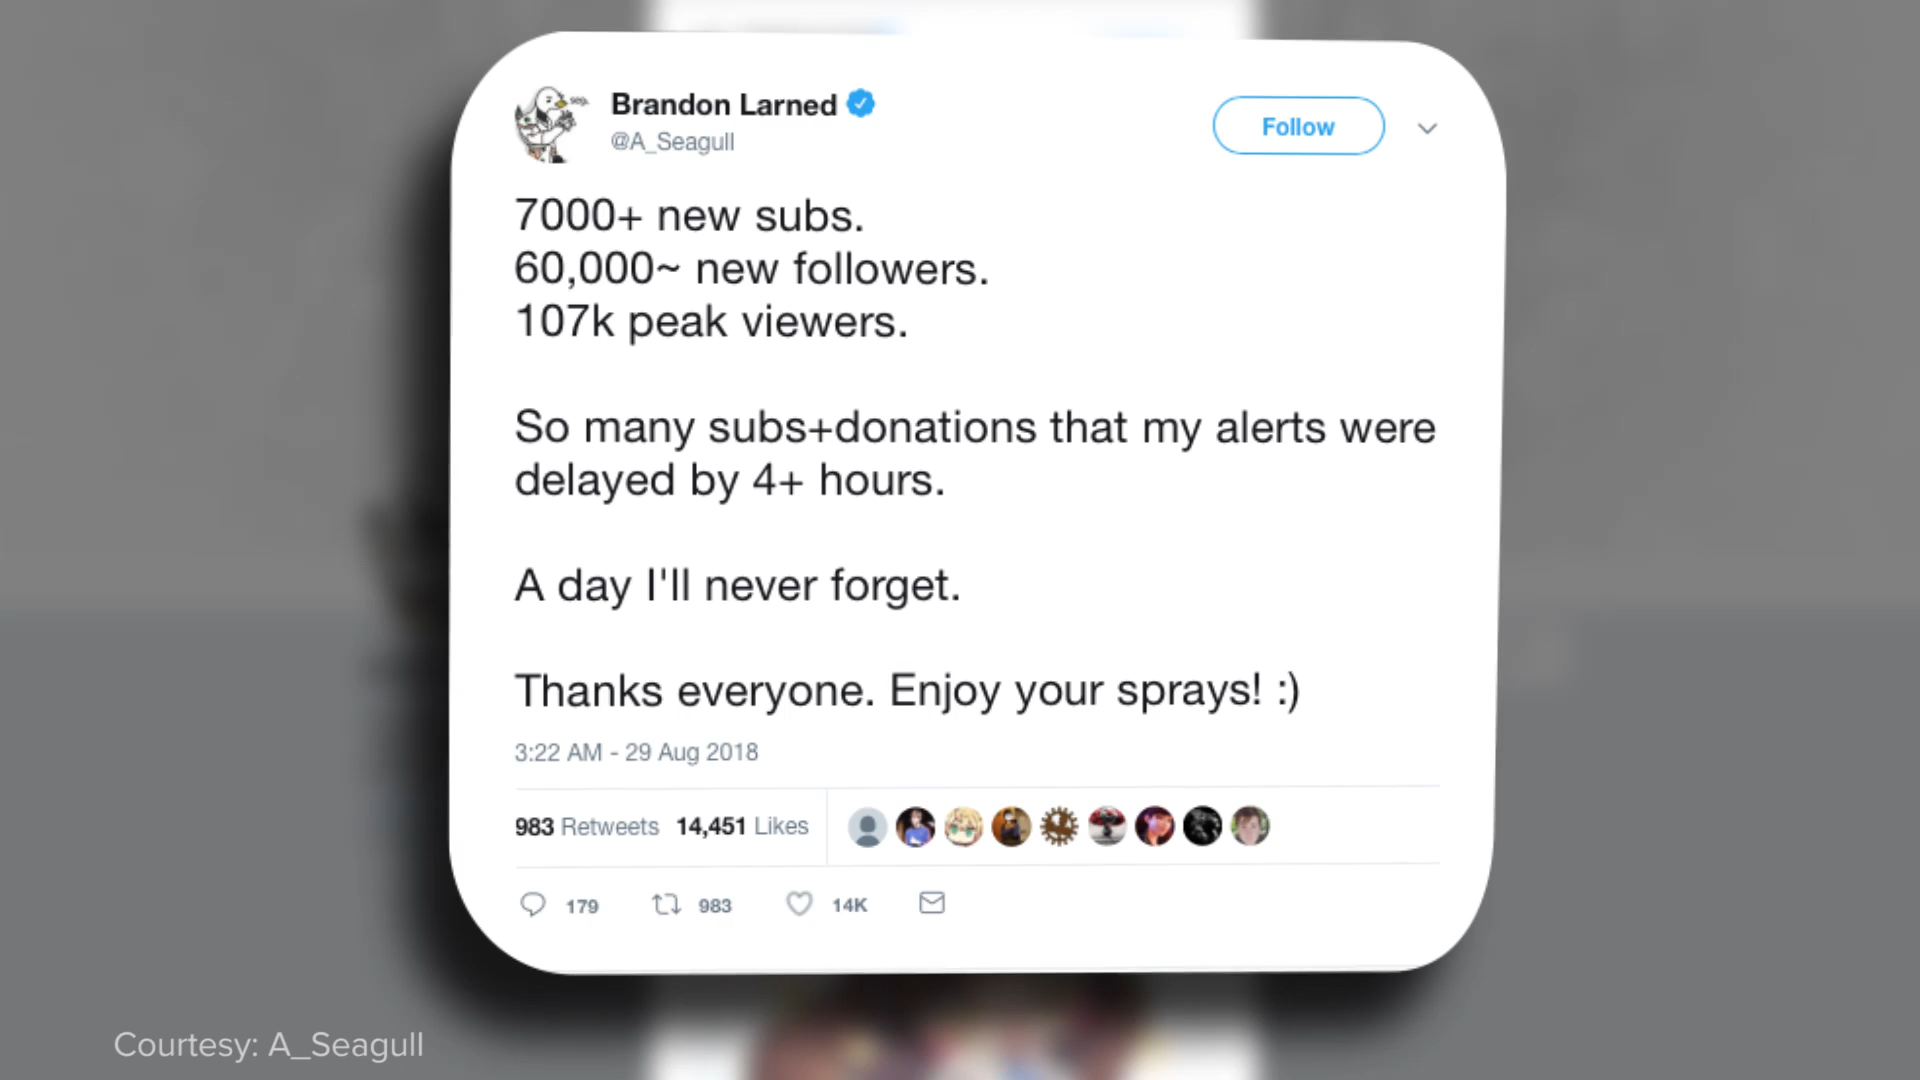 Brandon Larned
@A_Seagull
Follow
7000+ new subs.
60,000~ new followers.
107k peak viewers.
So many subs+donations that my alerts were
delayed by 4+ hours.
A day I'll never forget.
Thanks everyone. Enjoy your sprays! :)
3:22 AM - 29 Aug 2018
983 Retweets 14,451 Likes
179 983 14K
Courtesy: A_Seagull